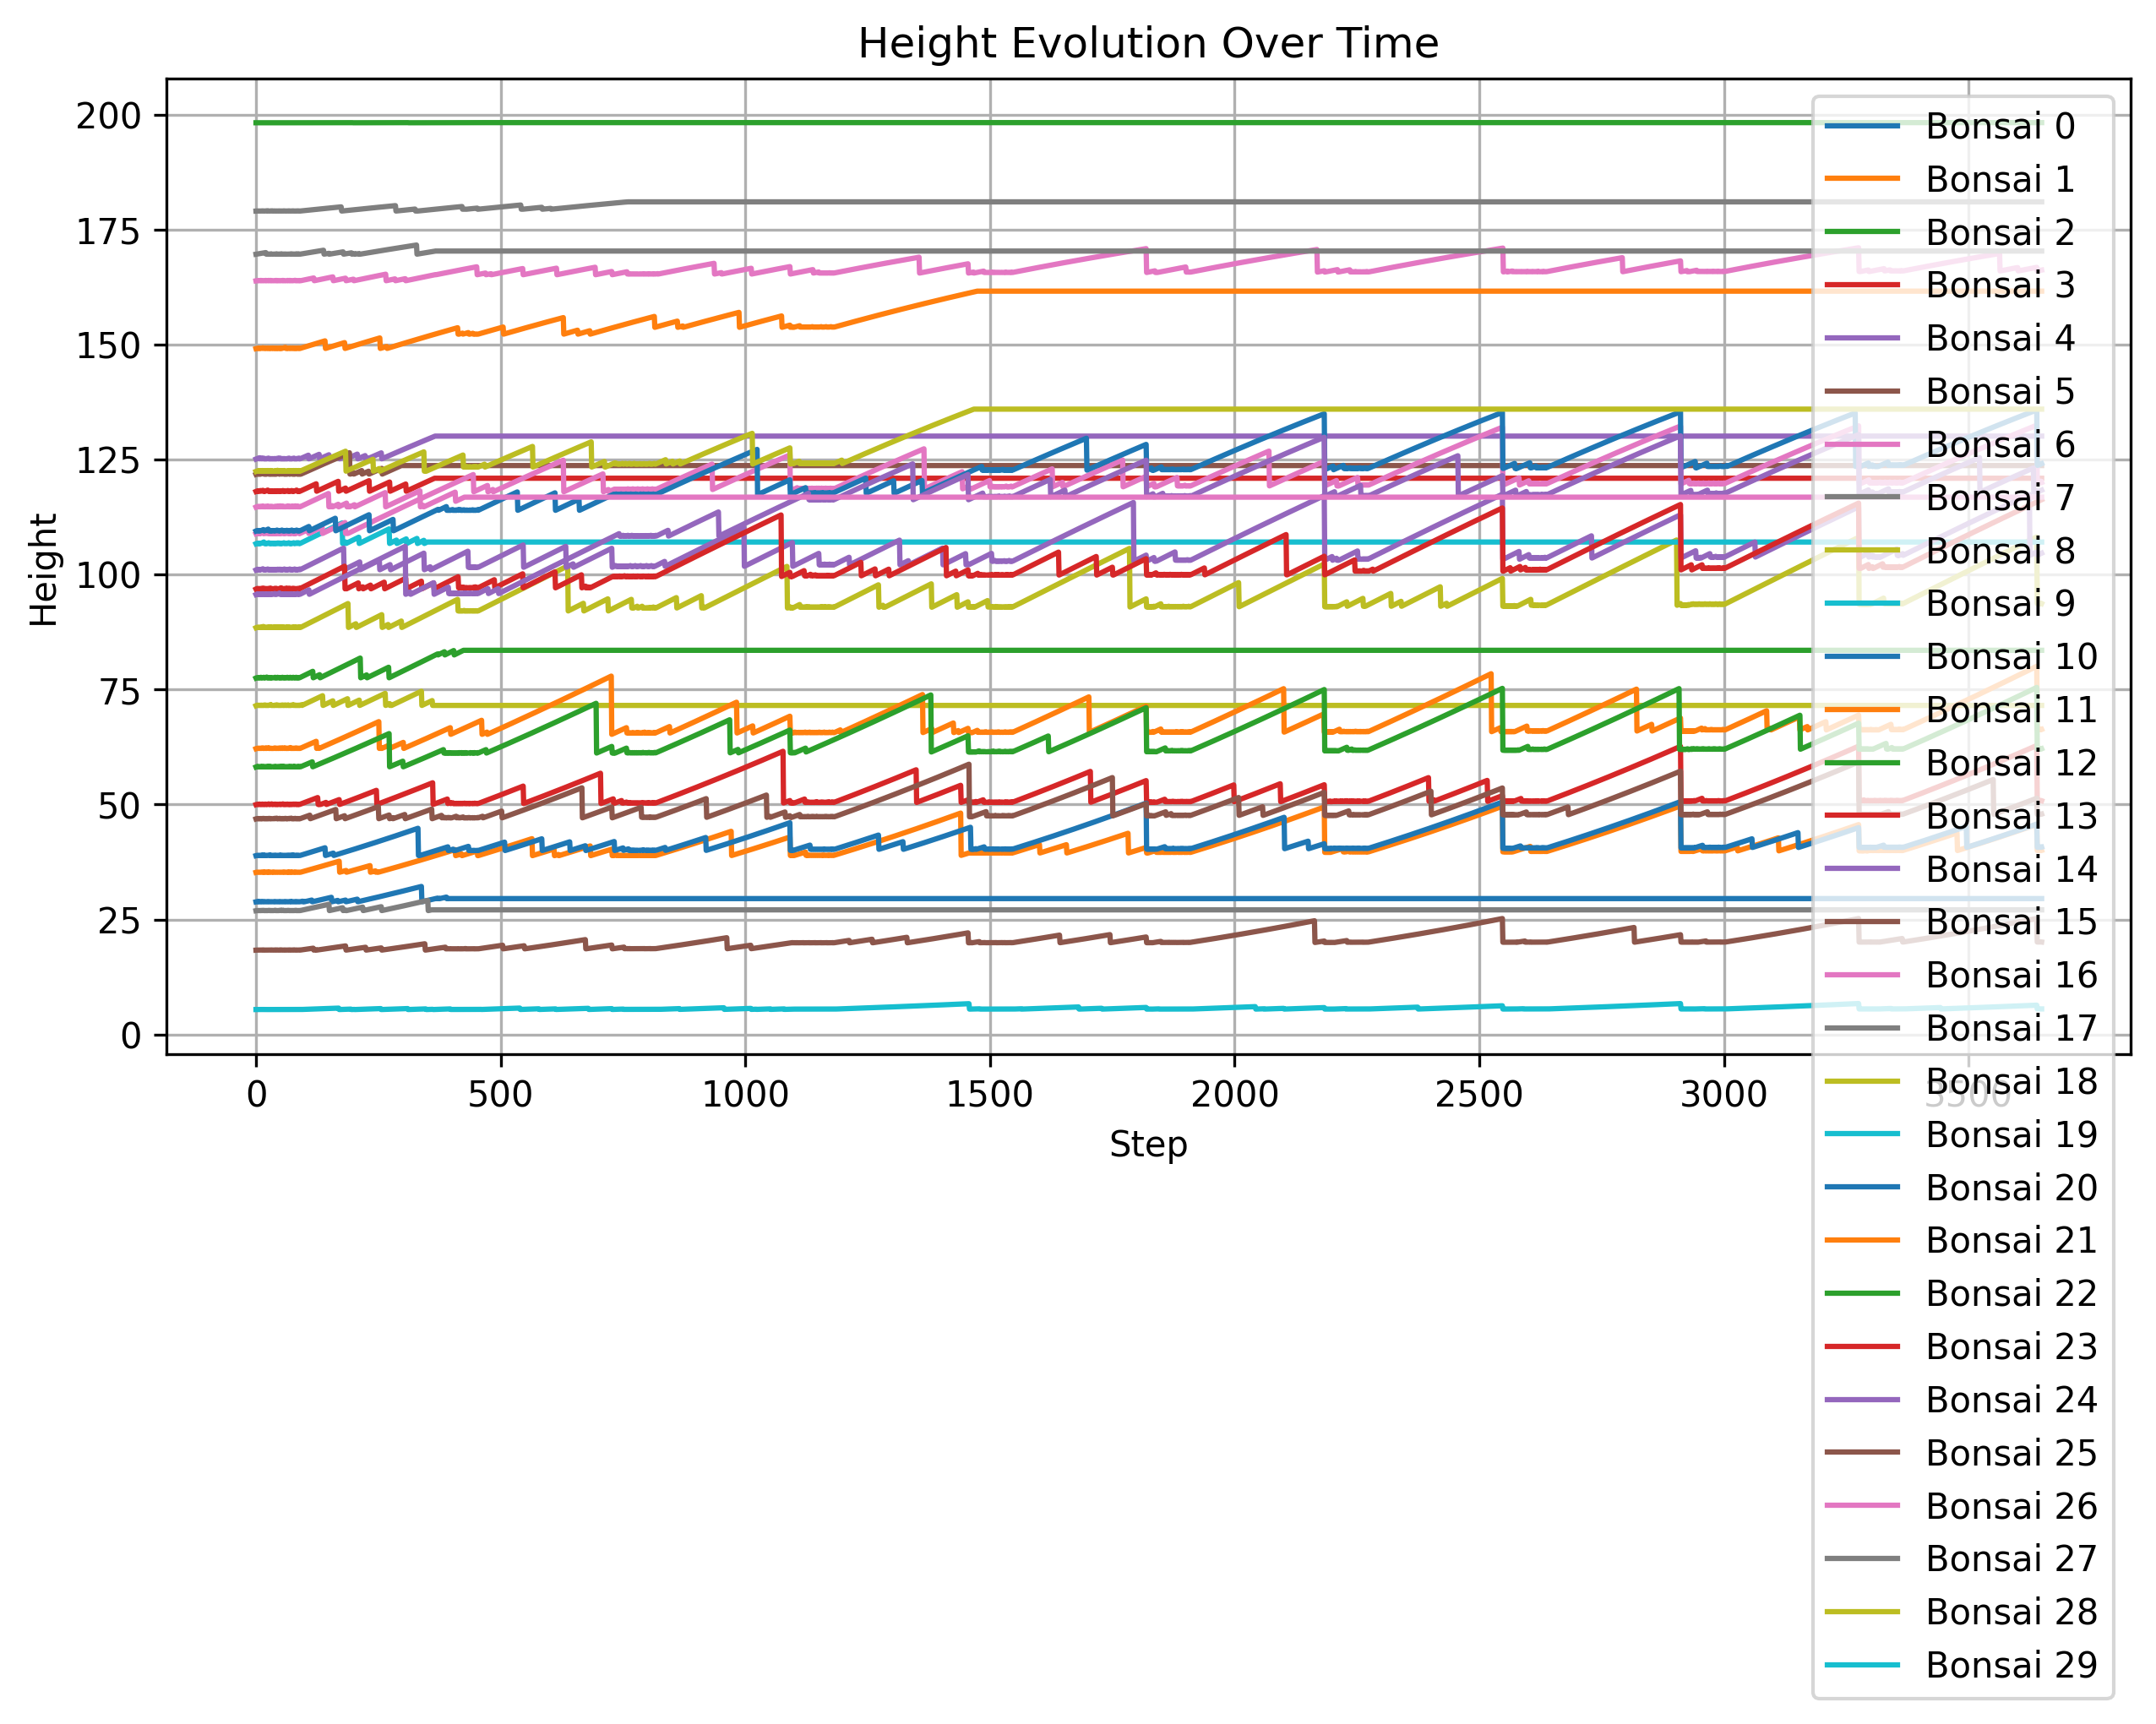 Height Evolution Over Time
200
175
150
125
100
75
50
25
0
Height
0
500
1000
1500
2000
2500
3000
3500
Step
Bonsai 0
Bonsai 1
Bonsai 2
Bonsai 3
Bonsai 4
Bonsai 5
Bonsai 6
Bonsai 7
Bonsai 8
Bonsai 9
Bonsai 10
Bonsai 11
Bonsai 12
Bonsai 13
Bonsai 14
Bonsai 15
Bonsai 16
Bonsai 17
Bonsai 18
Bonsai 19
Bonsai 20
Bonsai 21
Bonsai 22
Bonsai 23
Bonsai 24
Bonsai 25
Bonsai 26
Bonsai 27
Bonsai 28
Bonsai 29